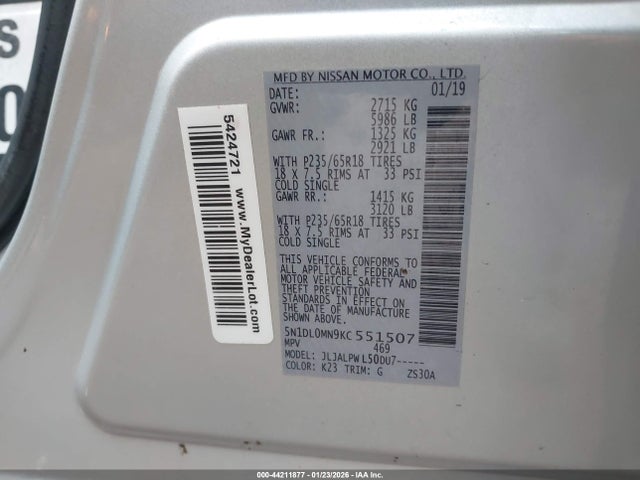 S
0
5424721 www.MyDealerLot.com
MFD BY NISSAN MOTOR CO., LTD.
DATE: 01/19
GVWR: 2715 KG
5986 LB
GAWR FR.: 1325 KG
2921 LB
WITH P235/65R18 TIRES
18 X 7.5 RIMS AT 33 PSI
COLD SINGLE
GAWR RR.: 1415 KG
3120 LB
WITH P235/65R18 TIRES
18 X 7.5 RIMS AT 33 PSI
COLD SINGLE
THIS VEHICLE CONFORMS TO
ALL APPLICABLE FEDERAL
MOTOR VEHICLE SAFETY AND
THEFT PREVENTION
STANDARDS IN EFFECT ON
THE DATE OF MANUFACTURE
SHOWN ABOVE.
5N1DL0MN9KC551507
MPV 469
MODEL: JLJALPWL50DU7-----
COLOR: K23 TRIM: G ZS30A
000-44211877 | 01/23/2026 | IAA Inc.